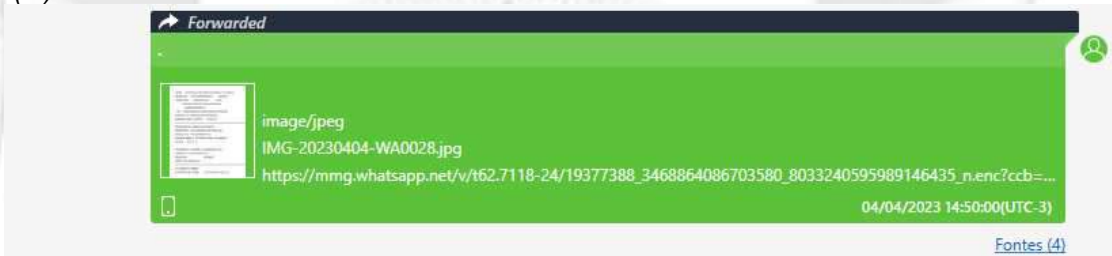 Forwarded
.
image/jpeg
IMG-20230404-WA0028.jpg
https://mmg.whatsapp.net/v/t62.7118-24/19377388_3468864086703580_8033240595989146435_n.enc?ccb=...
04/04/2023 14:50:00(UTC-3)
Fontes (4)